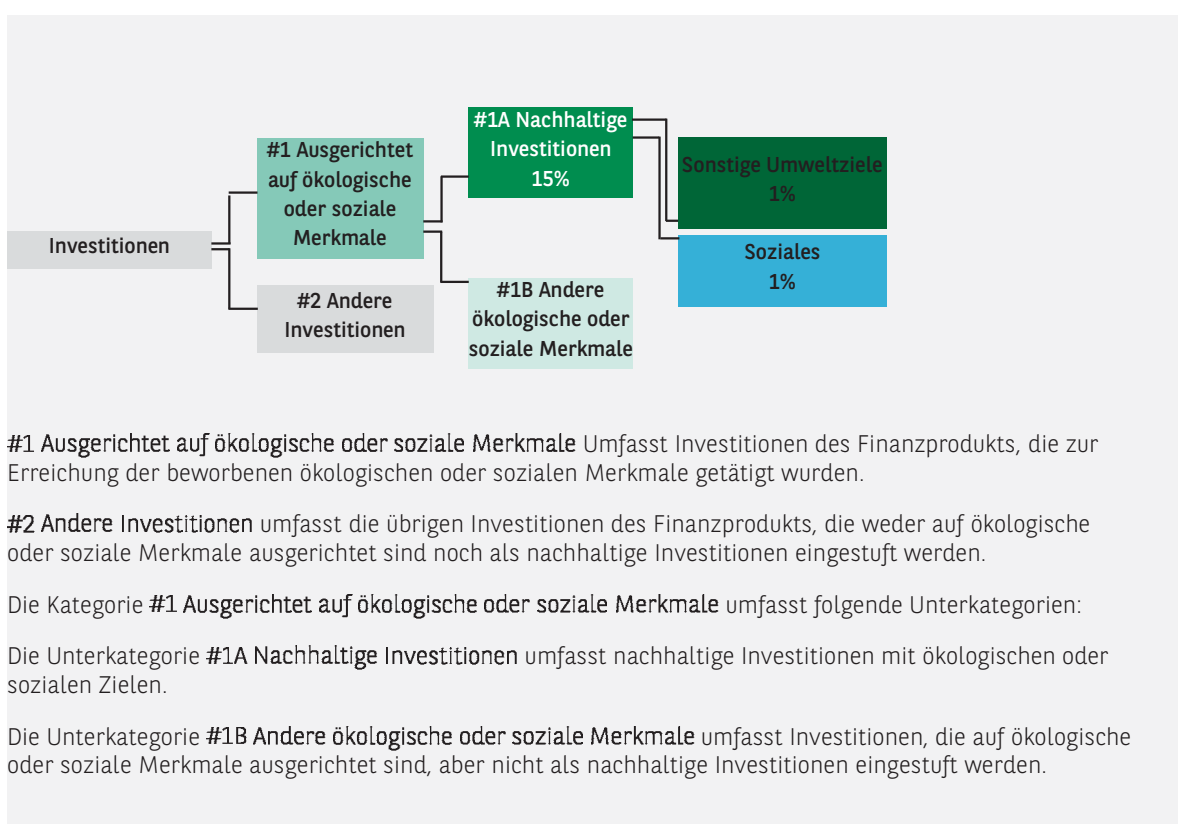 #1A Nachhaltige
Investitionen
15%
#1 Ausgerichtet
auf ökologische
oder soziale
Merkmale
Sonstige Umweltziele
1%
Investitionen
Soziales
1%
#2 Andere
Investitionen
#1B Andere
ökologische oder
soziale Merkmale
#1 Ausgerichtet auf ökologische oder soziale Merkmale Umfasst Investitionen des Finanzprodukts, die zur
Erreichung der beworbenen ökologischen oder sozialen Merkmale getätigt wurden.
#2 Andere Investitionen umfasst die übrigen Investitionen des Finanzprodukts, die weder auf ökologische
oder soziale Merkmale ausgerichtet sind noch als nachhaltige Investitionen eingestuft werden.
Die Kategorie #1 Ausgerichtet auf ökologische oder soziale Merkmale umfasst folgende Unterkategorien:
Die Unterkategorie #1A Nachhaltige Investitionen umfasst nachhaltige Investitionen mit ökologischen oder
sozialen Zielen.
Die Unterkategorie #1B Andere ökologische oder soziale Merkmale umfasst Investitionen, die auf ökologische
oder soziale Merkmale ausgerichtet sind, aber nicht als nachhaltige Investitionen eingestuft werden.